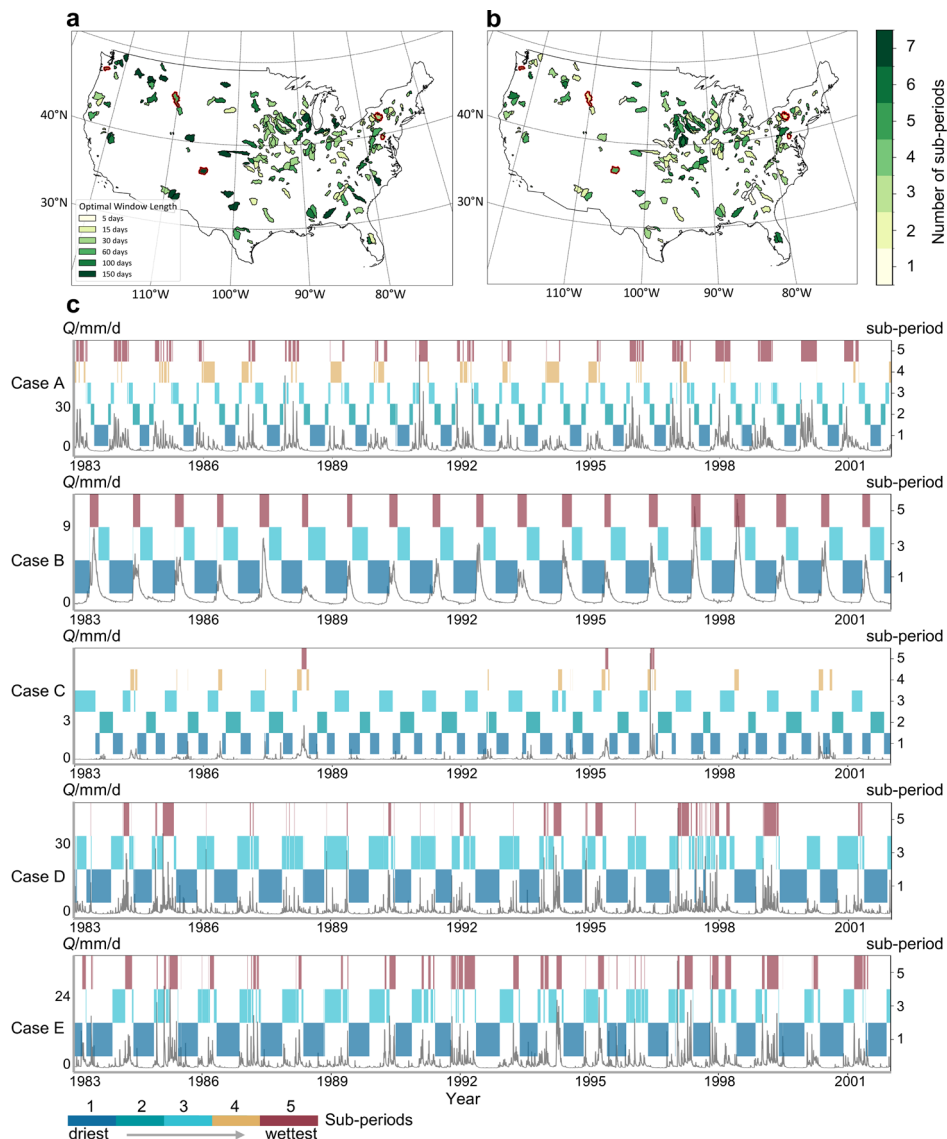 a
b
40°N
30°N
Optimal Window Length
5 days
15 days
30 days
60 days
100 days
150 days
110°W 100°W 90°W 80°W
40°N
30°N
110°W 100°W 90°W 80°W
7
6
5
4
3
2
1
Number of sub-periods
c
Q/mm/d sub-period
Case A
30
0
5
4
3
2
1
1983 1986 1989 1992 1995 1998 2001
Q/mm/d sub-period
Case B
9
0
5
3
1
1983 1986 1989 1992 1995 1998 2001
Q/mm/d sub-period
Case C
3
0
5
4
3
2
1
1983 1986 1989 1992 1995 1998 2001
Q/mm/d sub-period
Case D
30
0
5
3
1
1983 1986 1989 1992 1995 1998 2001
Q/mm/d sub-period
Case E
24
0
5
3
1
1983 1986 1989 1992 1995 1998 2001
Year
1 2 3 4 5
Sub-periods
driest wettest